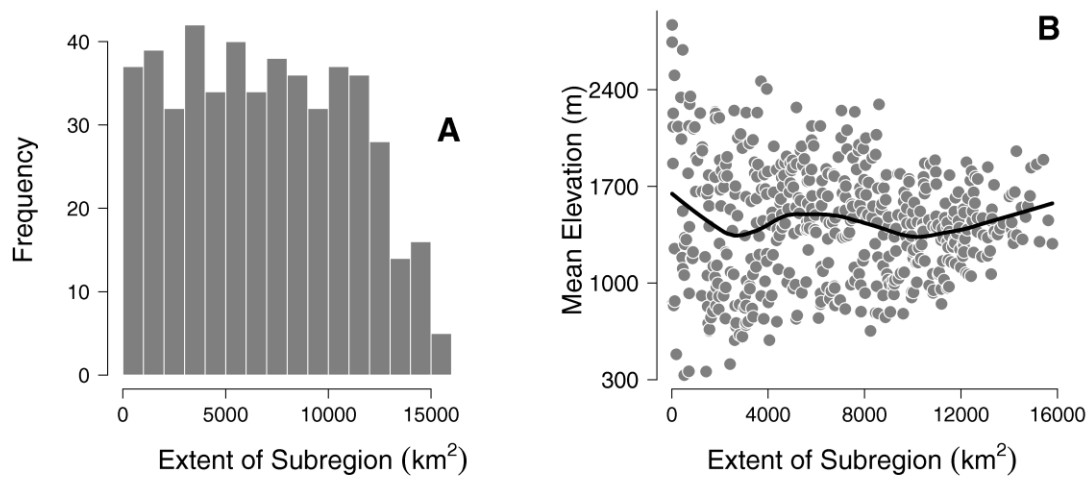 A
Frequency
40
30
20
10
0
0 5000 10000 15000
Extent of Subregion (km²)
B
Mean Elevation (m)
2400
1700
1000
300
0 4000 8000 12000 16000
Extent of Subregion (km²)